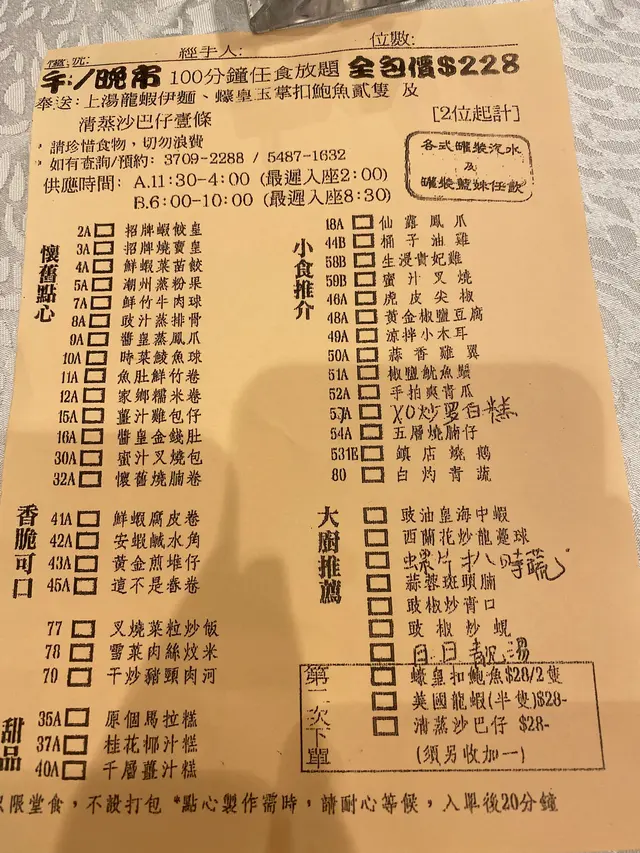 檯號: 經手人: 位數:
午/晚市 100分鐘任食放題 全包價$228
奉送：上湯龍蝦伊麵、蠔皇玉掌扣鮑魚貳隻 及
清蒸沙巴仔壹條 [2位起計]
，請珍惜食物，切勿浪費
，如有查詢/預約: 3709-2288 / 5487-1632
供應時間: A.11:30-4:00 (最遲入座2:00)
B.6:00-10:00 (最遲入座8:30)
各式罐裝汽水
及
罐裝藍妹任飲
懷舊點心
2A 招牌蝦餃皇
3A 招牌燒賣皇
4A 鮮蝦菜苗餃
5A 潮州蒸粉果
7A 鮮竹牛肉球
8A 豉汁蒸排骨
9A 醬皇蒸鳳爪
10A 時菜鯪魚球
11A 魚肚鮮竹卷
12A 家鄉糯米卷
15A 薑汁雞包仔
16A 醬皇金錢肚
30A 蜜汁叉燒包
32A 懷舊燒腩卷
香脆可口
41A 鮮蝦腐皮卷
42A 安蝦鹹水角
43A 黃金煎堆仔
45A 這不是春卷
77 叉燒菜粒炒飯
78 雪菜肉絲炆米
79 干炒豬頸肉河
甜品
35A 原個馬拉糕
37A 桂花椰汁糕
40A 千層薑汁糕
小食推介
18A 仙露鳳爪
44B 桶子油雞
58B 生浸貴妃雞
59B 蜜汁叉燒
46A 虎皮尖椒
48A 黃金椒鹽豆腐
49A 涼拌小木耳
50A 蒜香雞翼
51A 椒鹽魷魚鬚
52A 手拍爽青瓜
53A XO炒蘿白糕
54A 五層燒腩仔
531E 鎮店燒鵝
80 白灼青蔬
大廚推薦
豉油皇海中蝦
西蘭花炒龍躉球
螺片扒時蔬
蒜蓉斑頭腩
豉椒炒青口
豉椒炒蜆
是日靚湯
第二次下單
蠔皇扣鮑魚$28/2隻
美國龍蝦(半隻)$28-
清蒸沙巴仔 $28-
(須另收加一)
限堂食，不設打包 *點心製作需時，請耐心等候，入單後20分鐘